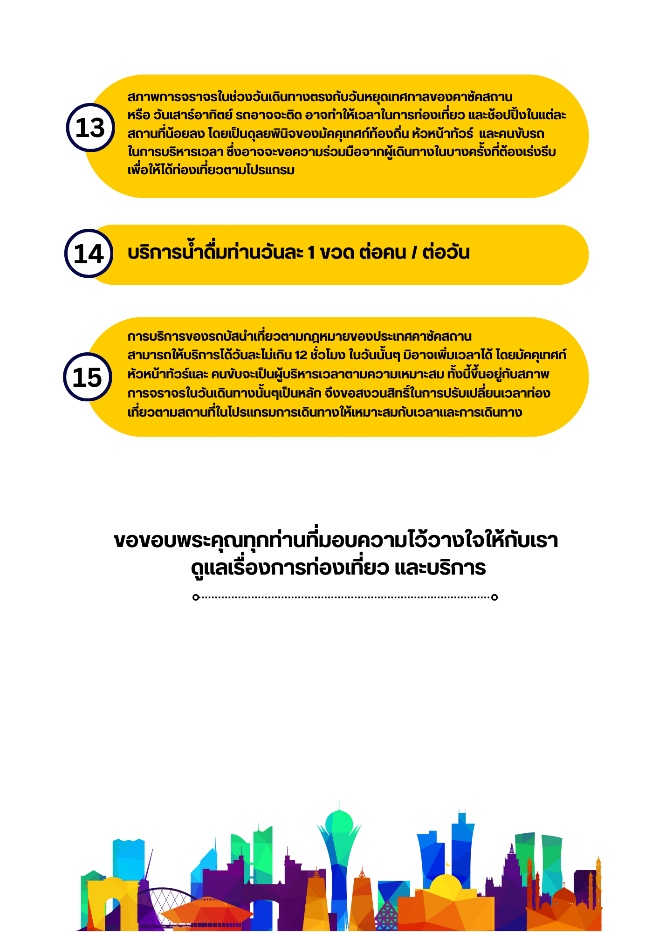 13
สภาพการจราจรในช่วงวันเดินทางตรงกับวันหยุดเทศกาลของคาซัคสถาน
หรือ วันเสาร์อาทิตย์ รถอาจจะติด อาจทำให้เวลาในการท่องเที่ยว และช้อปปิ้งในแต่ละ
สถานที่น้อยลง โดยเป็นดุลยพินิจของมัคคุเทศก์ท้องถิ่น หัวหน้าทัวร์ และคนขับรถ
ในการบริหารเวลา ซึ่งอาจจะขอความร่วมมือจากผู้เดินทางในบางครั้งที่ต้องเร่งรีบ
เพื่อให้ได้ท่องเที่ยวตามโปรแกรม
14
บริการน้ำดื่มท่านวันละ 1 ขวด ต่อคน / ต่อวัน
15
การบริการของรถบัสนำเที่ยวตามกฎหมายของประเทศคาซัคสถาน
สามารถให้บริการได้วันละไม่เกิน 12 ชั่วโมง ในวันนั้นๆ มิอาจเพิ่มเวลาได้ โดยมัคคุเทศก์
หัวหน้าทัวร์และ คนขับจะเป็นผู้บริหารเวลาตามความเหมาะสม ทั้งนี้ขึ้นอยู่กับสภาพ
การจราจรในวันเดินทางนั้นๆเป็นหลัก จึงขอสงวนสิทธิ์ในการปรับเปลี่ยนเวลาท่อง
เที่ยวตามสถานที่ในโปรแกรมการเดินทางให้เหมาะสมกับเวลาและการเดินทาง
ขอขอบพระคุณทุกท่านที่มอบความไว้วางใจให้กับเรา
ดูแลเรื่องการท่องเที่ยว และบริการ